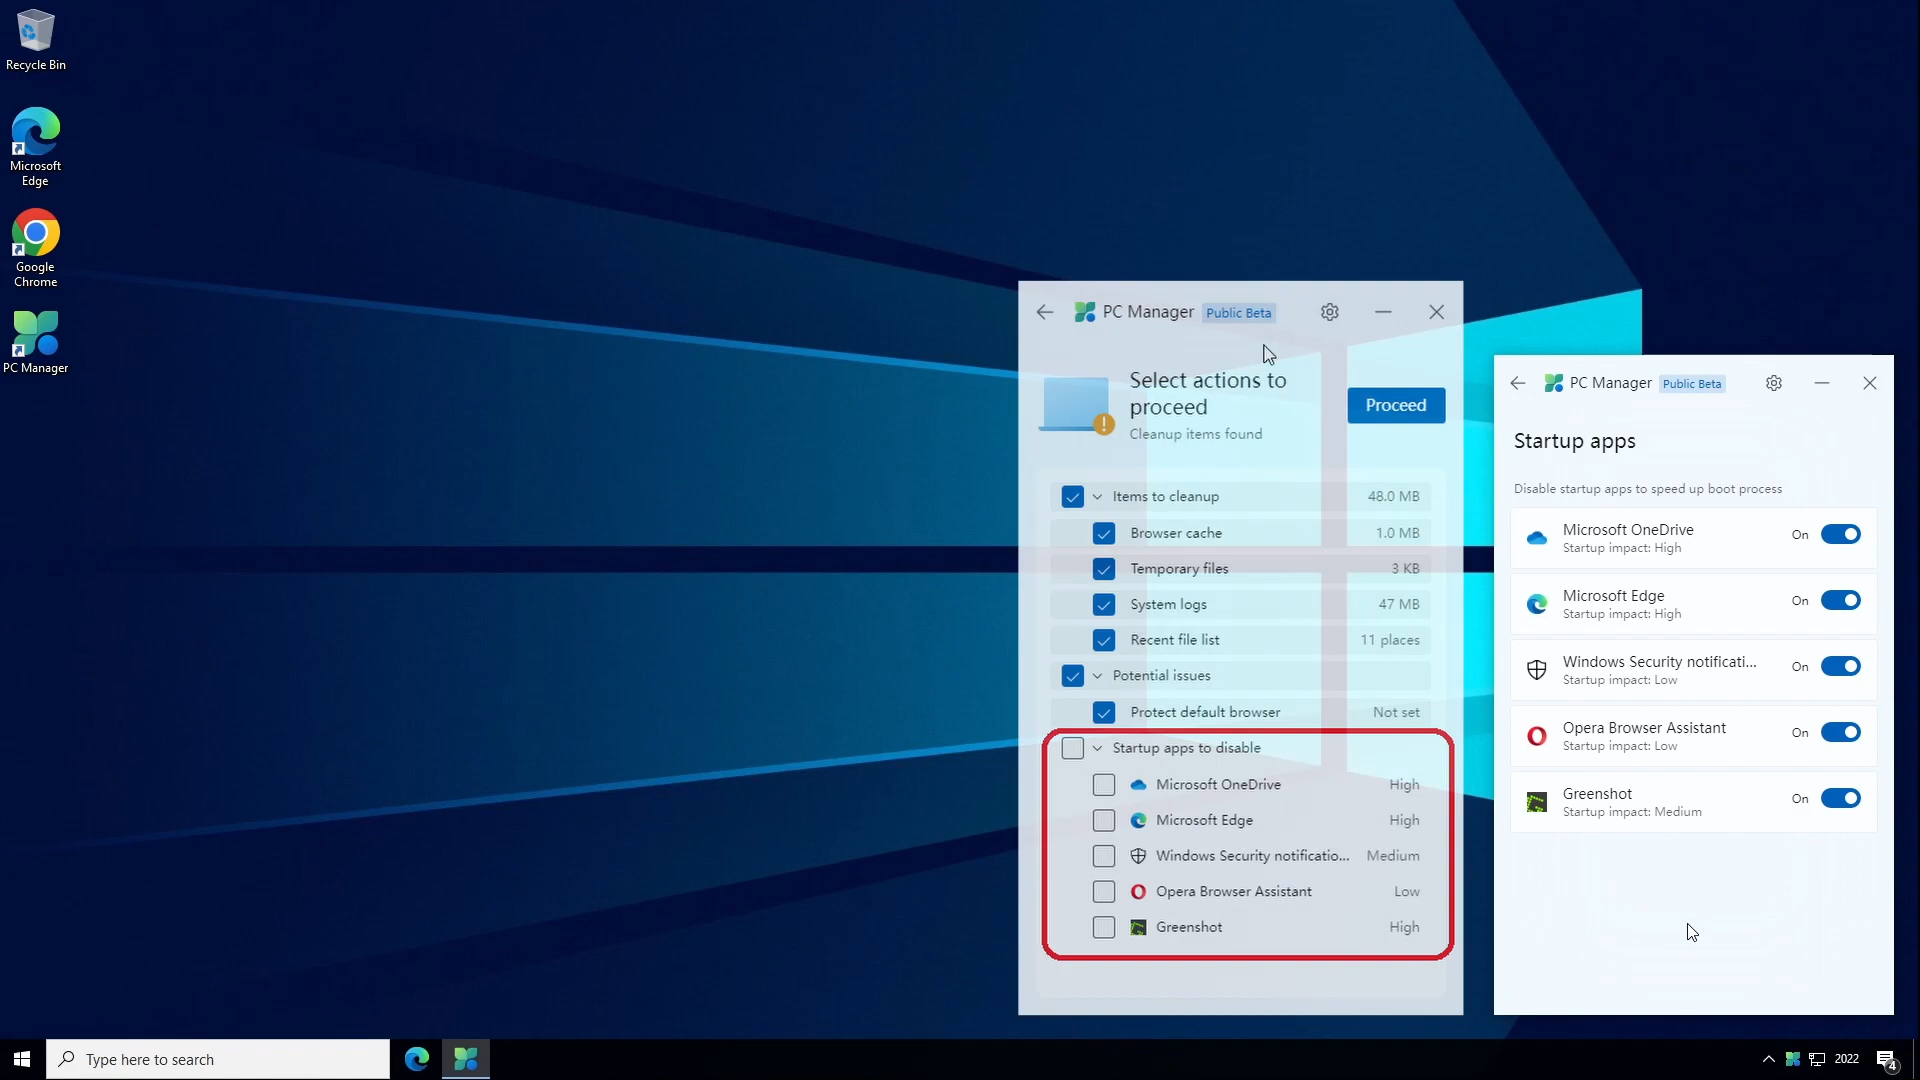 Recycle Bin
Microsoft
Edge
Google
Chrome
PC Manager
PC Manager Public Beta
Select actions to
proceed
Proceed
Cleanup items found
Items to cleanup 48.0 MB
Browser cache 1.0 MB
Temporary files 3 KB
System logs 47 MB
Recent file list 11 places
Potential issues
Protect default browser Not set
Startup apps to disable
Microsoft OneDrive High
Microsoft Edge High
Windows Security notificatio... Medium
Opera Browser Assistant Low
Greenshot High
PC Manager Public Beta
Startup apps
Disable startup apps to speed up boot process
Microsoft OneDrive On
Startup impact: High
Microsoft Edge On
Startup impact: High
Windows Security notificati... On
Startup impact: Low
Opera Browser Assistant On
Startup impact: Low
Greenshot On
Startup impact: Medium
Type here to search
2022
4